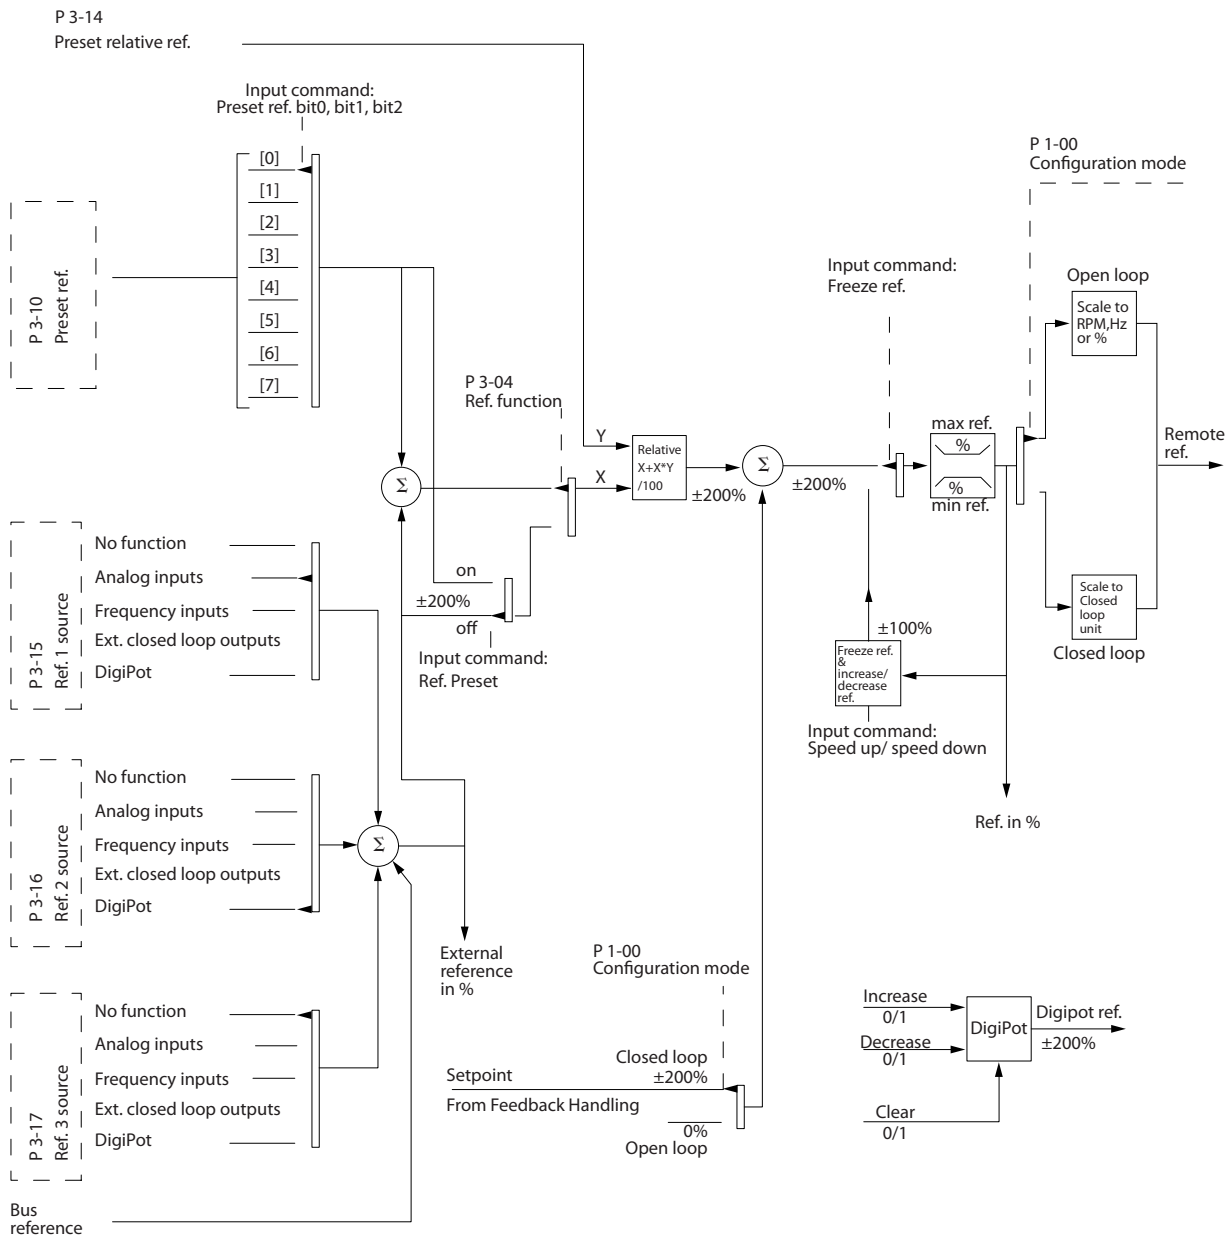 P 3-14
Preset relative ref.
Input command:
Preset ref. bit0, bit1, bit2
[0]
[1]
[2]
[3]
[4]
[5]
[6]
[7]
P 3-10
Preset ref.
P 1-00
Configuration mode
Input command:
Freeze ref.
Open loop
Scale to
RPM,Hz
or %
P 3-04
Ref. function
Y
X
Relative
X+X*Y
/100
±200%
Σ
±200%
max ref.
%
%
min ref.
Remote
ref.
Σ
P 3-15
Ref. 1 source
No function
Analog inputs
Frequency inputs
Ext. closed loop outputs
DigiPot
on
±200%
off
Input command:
Ref. Preset
Scale to
Closed
loop
unit
Closed loop
±100%
Freeze ref.
&
increase/
decrease
ref.
Input command:
Speed up/ speed down
Ref. in %
P 3-16
Ref. 2 source
No function
Analog inputs
Frequency inputs
Ext. closed loop outputs
DigiPot
Σ
External
reference
in %
P 1-00
Configuration mode
P 3-17
Ref. 3 source
No function
Analog inputs
Frequency inputs
Ext. closed loop outputs
DigiPot
Closed loop
±200%
Setpoint
From Feedback Handling
0%
Open loop
Increase
0/1
Decrease
0/1
DigiPot
Digipot ref.
±200%
Clear
0/1
Bus
reference